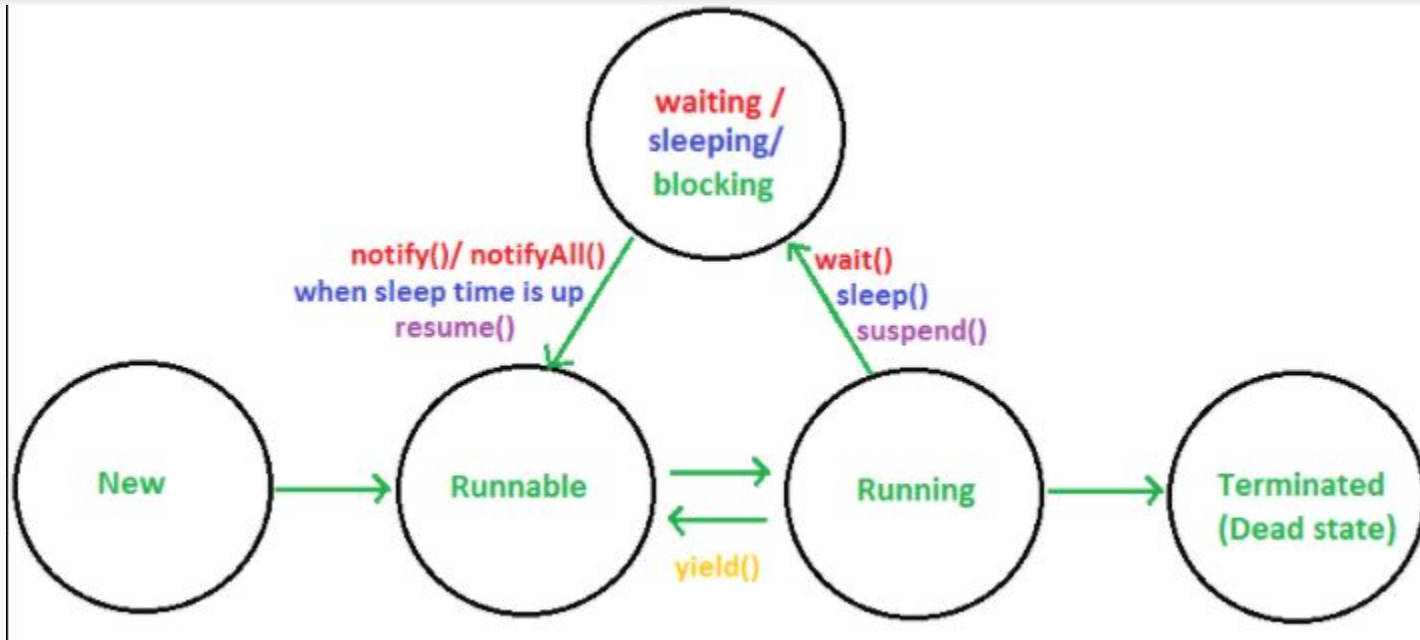 waiting /
sleeping/
blocking
notify()/ notifyAll()
when sleep time is up
resume()
wait()
sleep()
suspend()
New
Runnable
Running
Terminated
(Dead state)
yield()